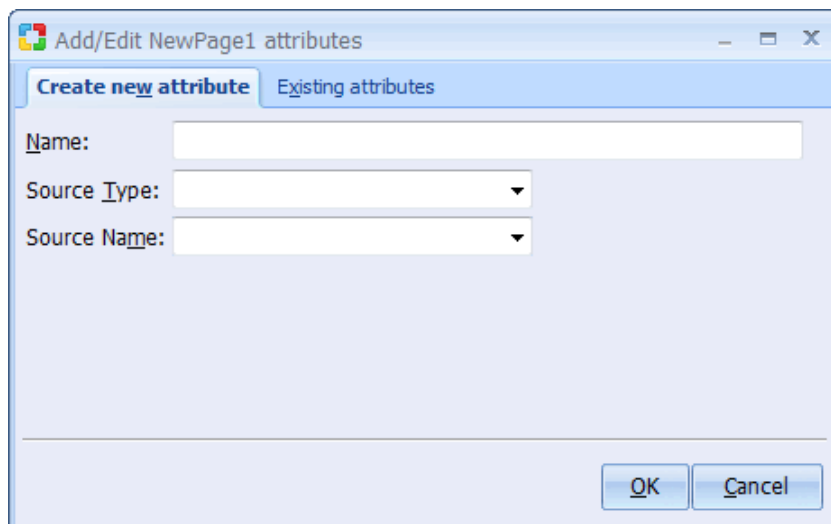 Add/Edit NewPage1 attributes
Create new attribute Existing attributes
Name:
Source Type:
Source Name:
OK Cancel